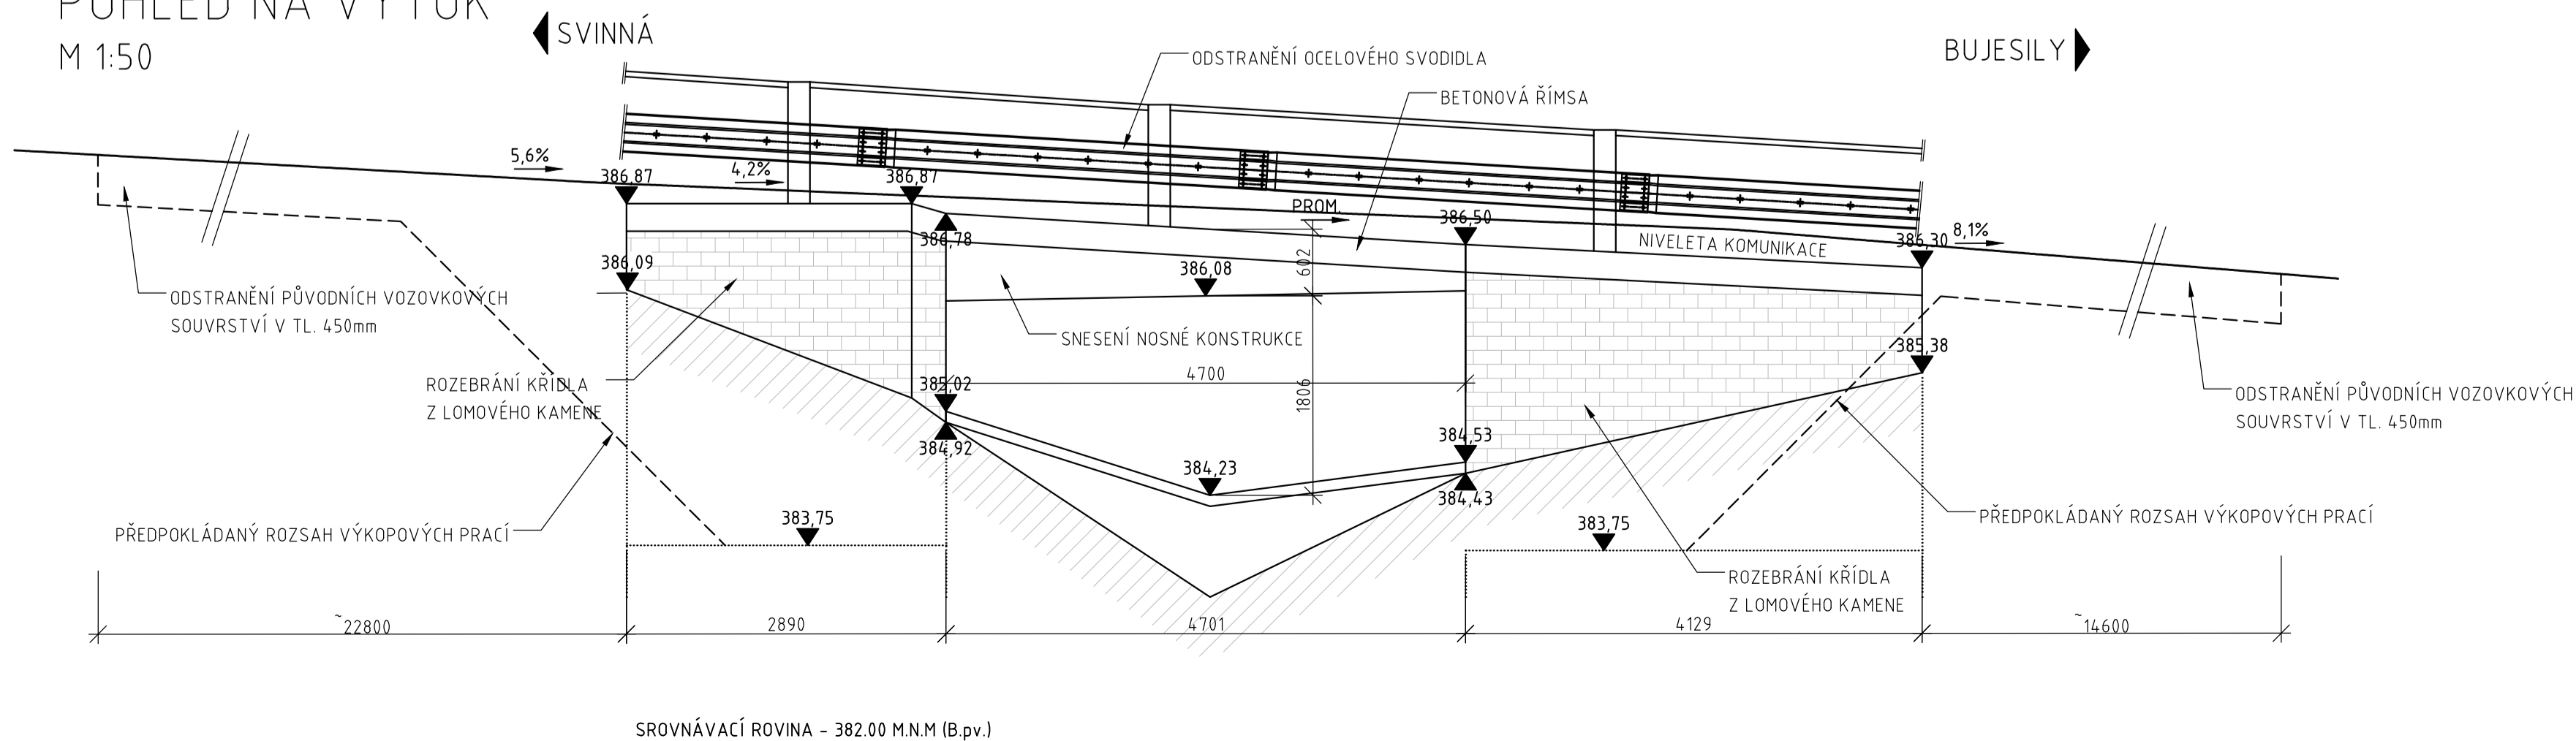 POHLED NA VÝTOK
M 1:50
SVINNÁ
BUJESILY
ODSTRANĚNÍ OCELOVÉHO SVODIDLA
BETONOVÁ ŘÍMSA
5,6%
4,2%
386,87
386,87
PROM.
386,50
386,78
NIVELETA KOMUNIKACE
386,30
8,1%
386,09
386,08
602
ODSTRANĚNÍ PŮVODNÍCH VOZOVKOVÝCH
SOUVRSTVÍ V TL. 450mm
SNESENÍ NOSNÉ KONSTRUKCE
385,38
4700
1806
ROZEBRÁNÍ KŘÍDLA
Z LOMOVÉHO KAMENE
385,02
ODSTRANĚNÍ PŮVODNÍCH VOZOVKOVÝCH
SOUVRSTVÍ V TL. 450mm
384,92
384,53
384,23
384,43
383,75
383,75
PŘEDPOKLÁDANÝ ROZSAH VÝKOPOVÝCH PRACÍ
PŘEDPOKLÁDANÝ ROZSAH VÝKOPOVÝCH PRACÍ
ROZEBRÁNÍ KŘÍDLA
Z LOMOVÉHO KAMENE
~22800
2890
4701
4129
~14600
SROVNÁVACÍ ROVINA - 382.00 M.N.M (B.pv.)